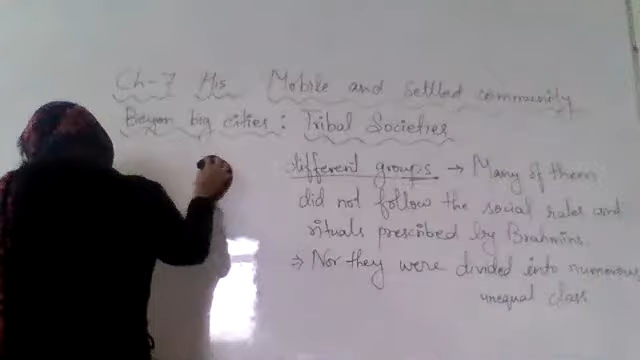 Ch-7 His Mobile and Settled community
Beyon big cities : Tribal Societies
different groups → Many of them
did not follow the social rules and
rituals prescribed by Brahmins.
⇒ Nor they were divided into numerous
unequal class